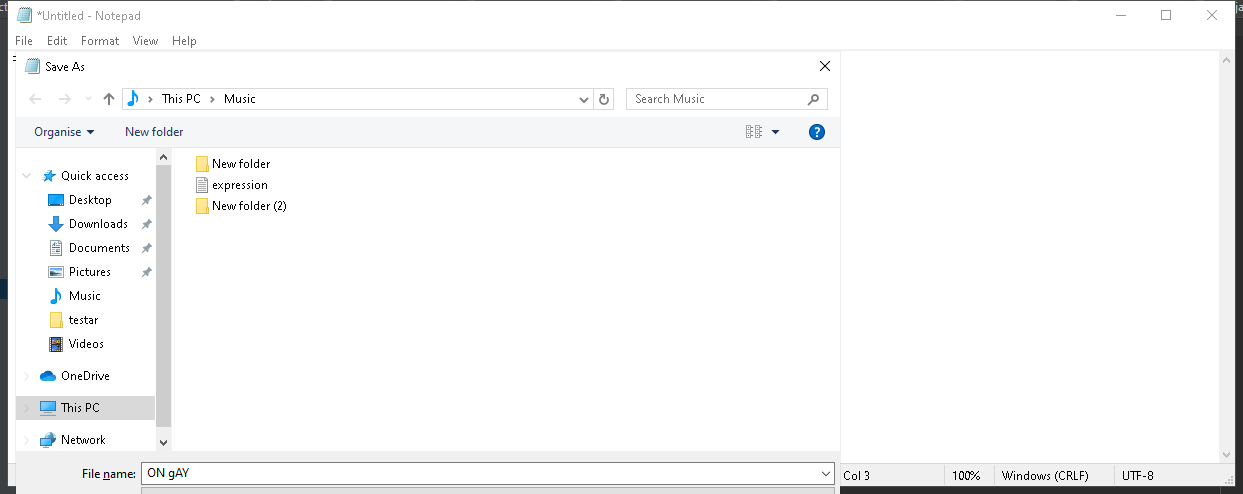 *Untitled - Notepad
File Edit Format View Help
Save As
This PC Music
Search Music
Organise New folder
Quick access
Desktop
Downloads
Documents
Pictures
Music
testar
Videos
OneDrive
This PC
Network
New folder
expression
New folder (2)
File name: ON gAY
Col 3 100% Windows (CRLF) UTF-8